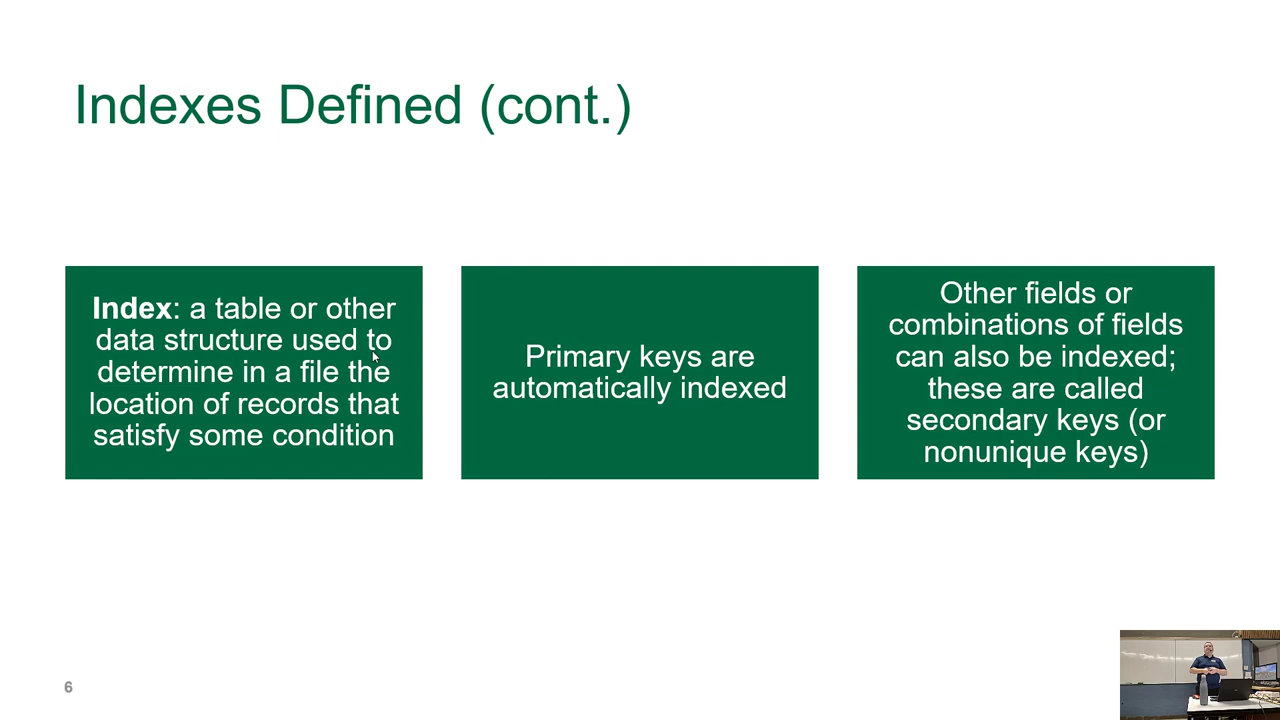 Indexes Defined (cont.)
Index: a table or other
data structure used to
determine in a file the
location of records that
satisfy some condition
Primary keys are
automatically indexed
Other fields or
combinations of fields
can also be indexed;
these are called
secondary keys (or
nonunique keys)
6